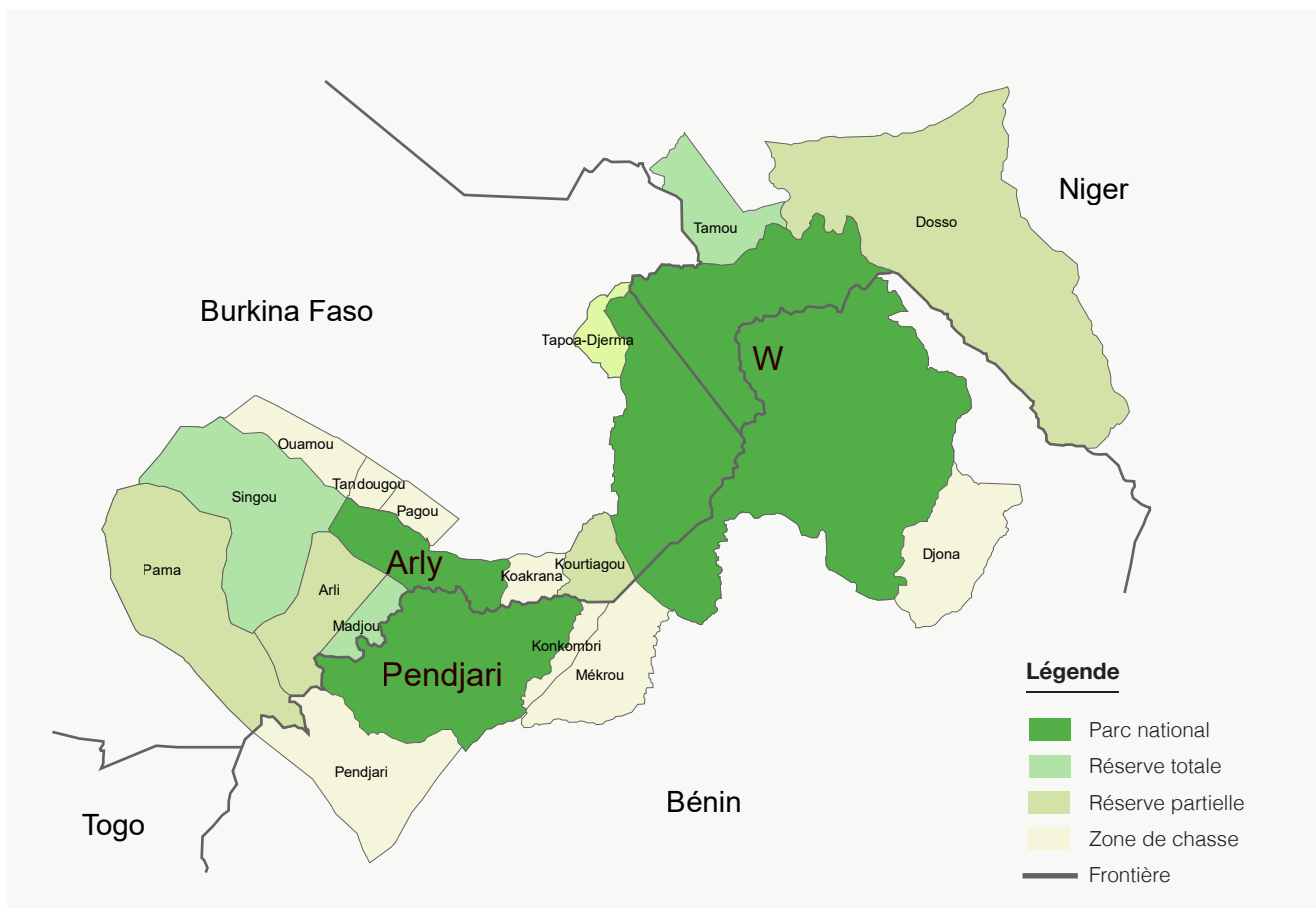 Niger
Dosso
Tamou
Burkina Faso
Tapoa-Djerma
W
Ouamou
Tandougou
Singou
Pagou
Djona
Arly
Kourtiagou
Koakrana
Pama
Arli
Madjou
Konkombri
Pendjari
Mékrou
Légende
Parc national
Réserve totale
Pendjari
Bénin
Réserve partielle
Togo
Zone de chasse
Frontière